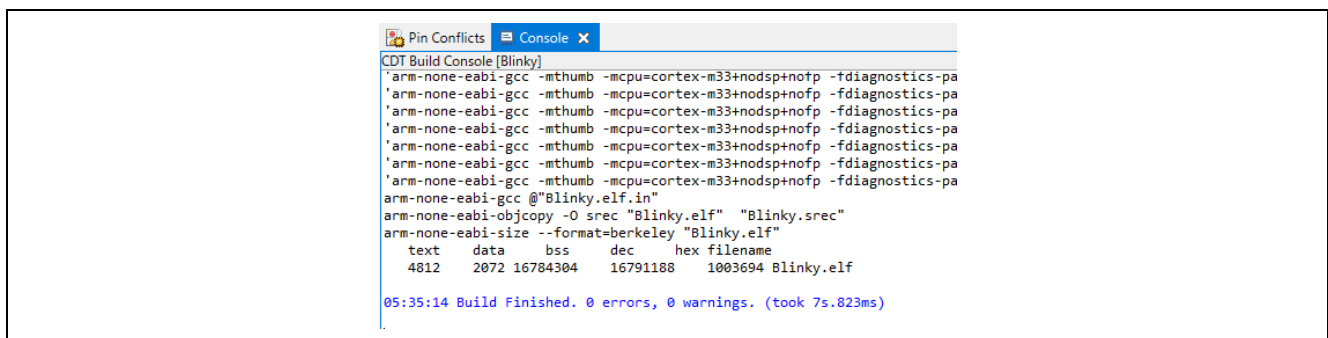 Pin Conflicts Console
CDT Build Console [Blinky]
'arm-none-eabi-gcc -mthumb -mcpu=cortex-m33+nodsp+nofp -fdiagnostics-pa
'arm-none-eabi-gcc -mthumb -mcpu=cortex-m33+nodsp+nofp -fdiagnostics-pa
'arm-none-eabi-gcc -mthumb -mcpu=cortex-m33+nodsp+nofp -fdiagnostics-pa
'arm-none-eabi-gcc -mthumb -mcpu=cortex-m33+nodsp+nofp -fdiagnostics-pa
'arm-none-eabi-gcc -mthumb -mcpu=cortex-m33+nodsp+nofp -fdiagnostics-pa
'arm-none-eabi-gcc -mthumb -mcpu=cortex-m33+nodsp+nofp -fdiagnostics-pa
'arm-none-eabi-gcc -mthumb -mcpu=cortex-m33+nodsp+nofp -fdiagnostics-pa
arm-none-eabi-gcc @"Blinky.elf.in"
arm-none-eabi-objcopy -O srec "Blinky.elf"  "Blinky.srec"
arm-none-eabi-size --format=berkeley "Blinky.elf"
   text    data     bss     dec     hex filename
   4812    2072 16784304    16791188    1003694 Blinky.elf
05:35:14 Build Finished. 0 errors, 0 warnings. (took 7s.823ms)